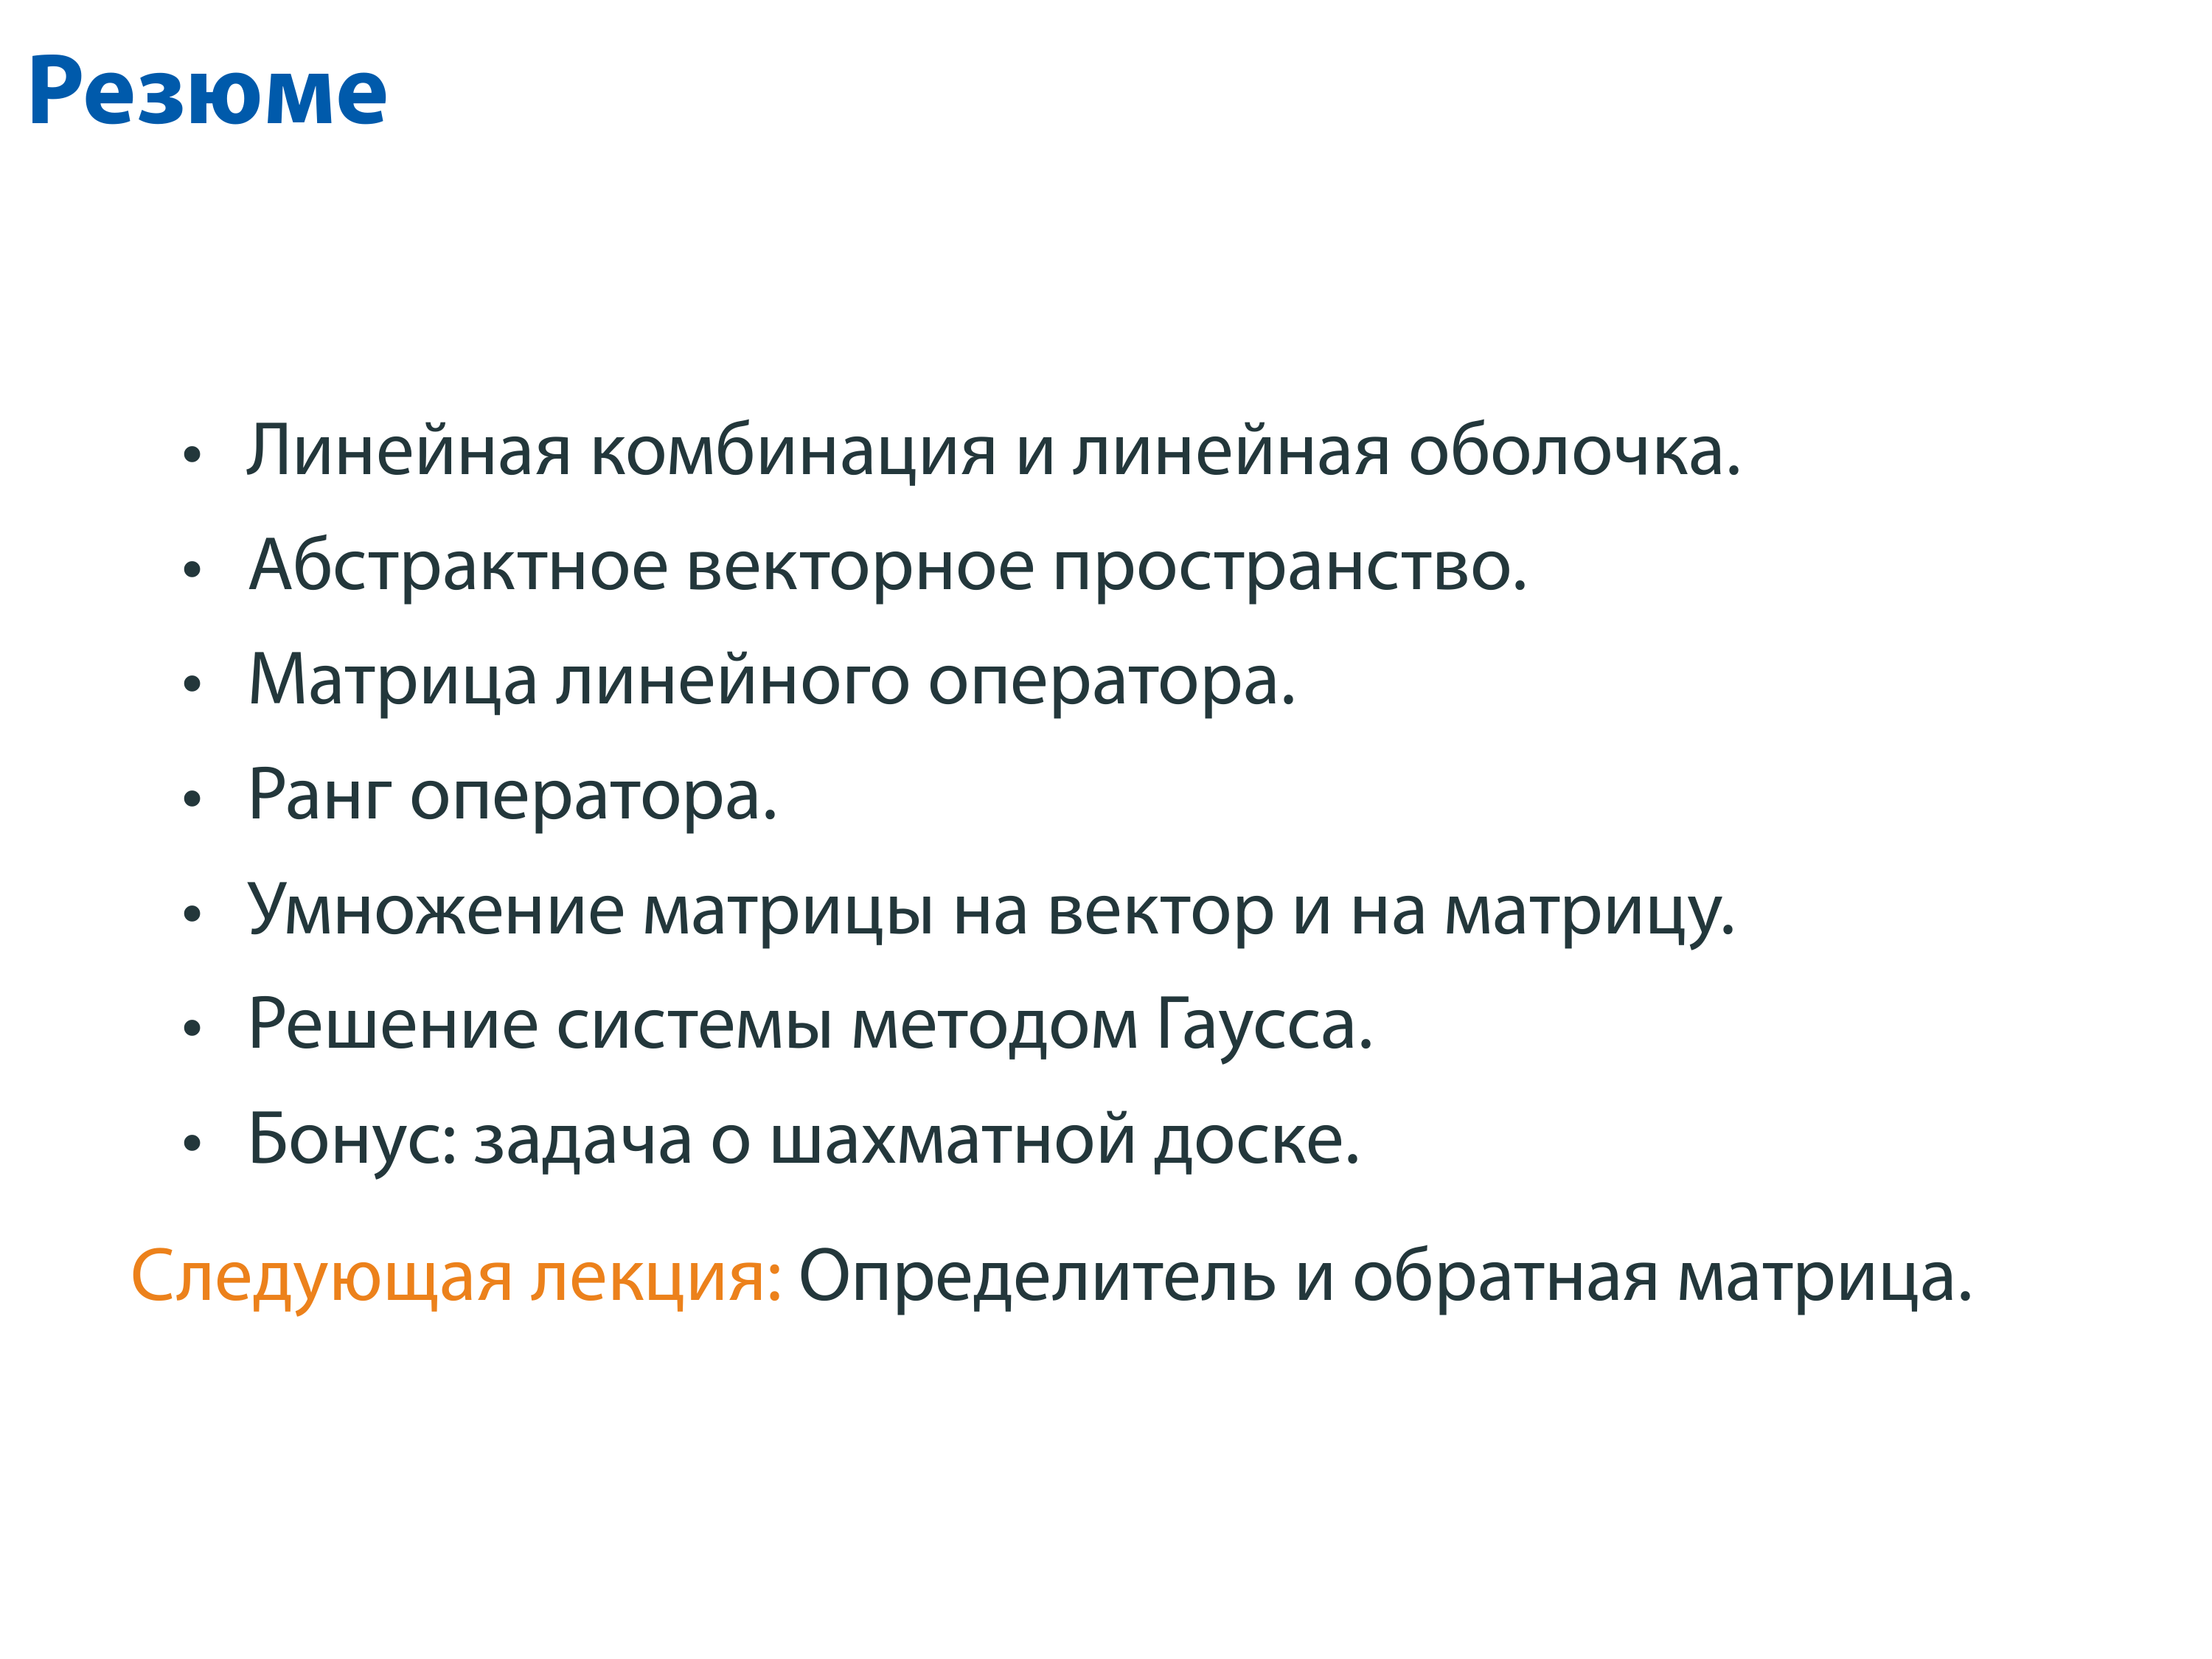 Резюме
• Линейная комбинация и линейная оболочка.
• Абстрактное векторное пространство.
• Матрица линейного оператора.
• Ранг оператора.
• Умножение матрицы на вектор и на матрицу.
• Решение системы методом Гаусса.
• Бонус: задача о шахматной доске.
Следующая лекция: Определитель и обратная матрица.